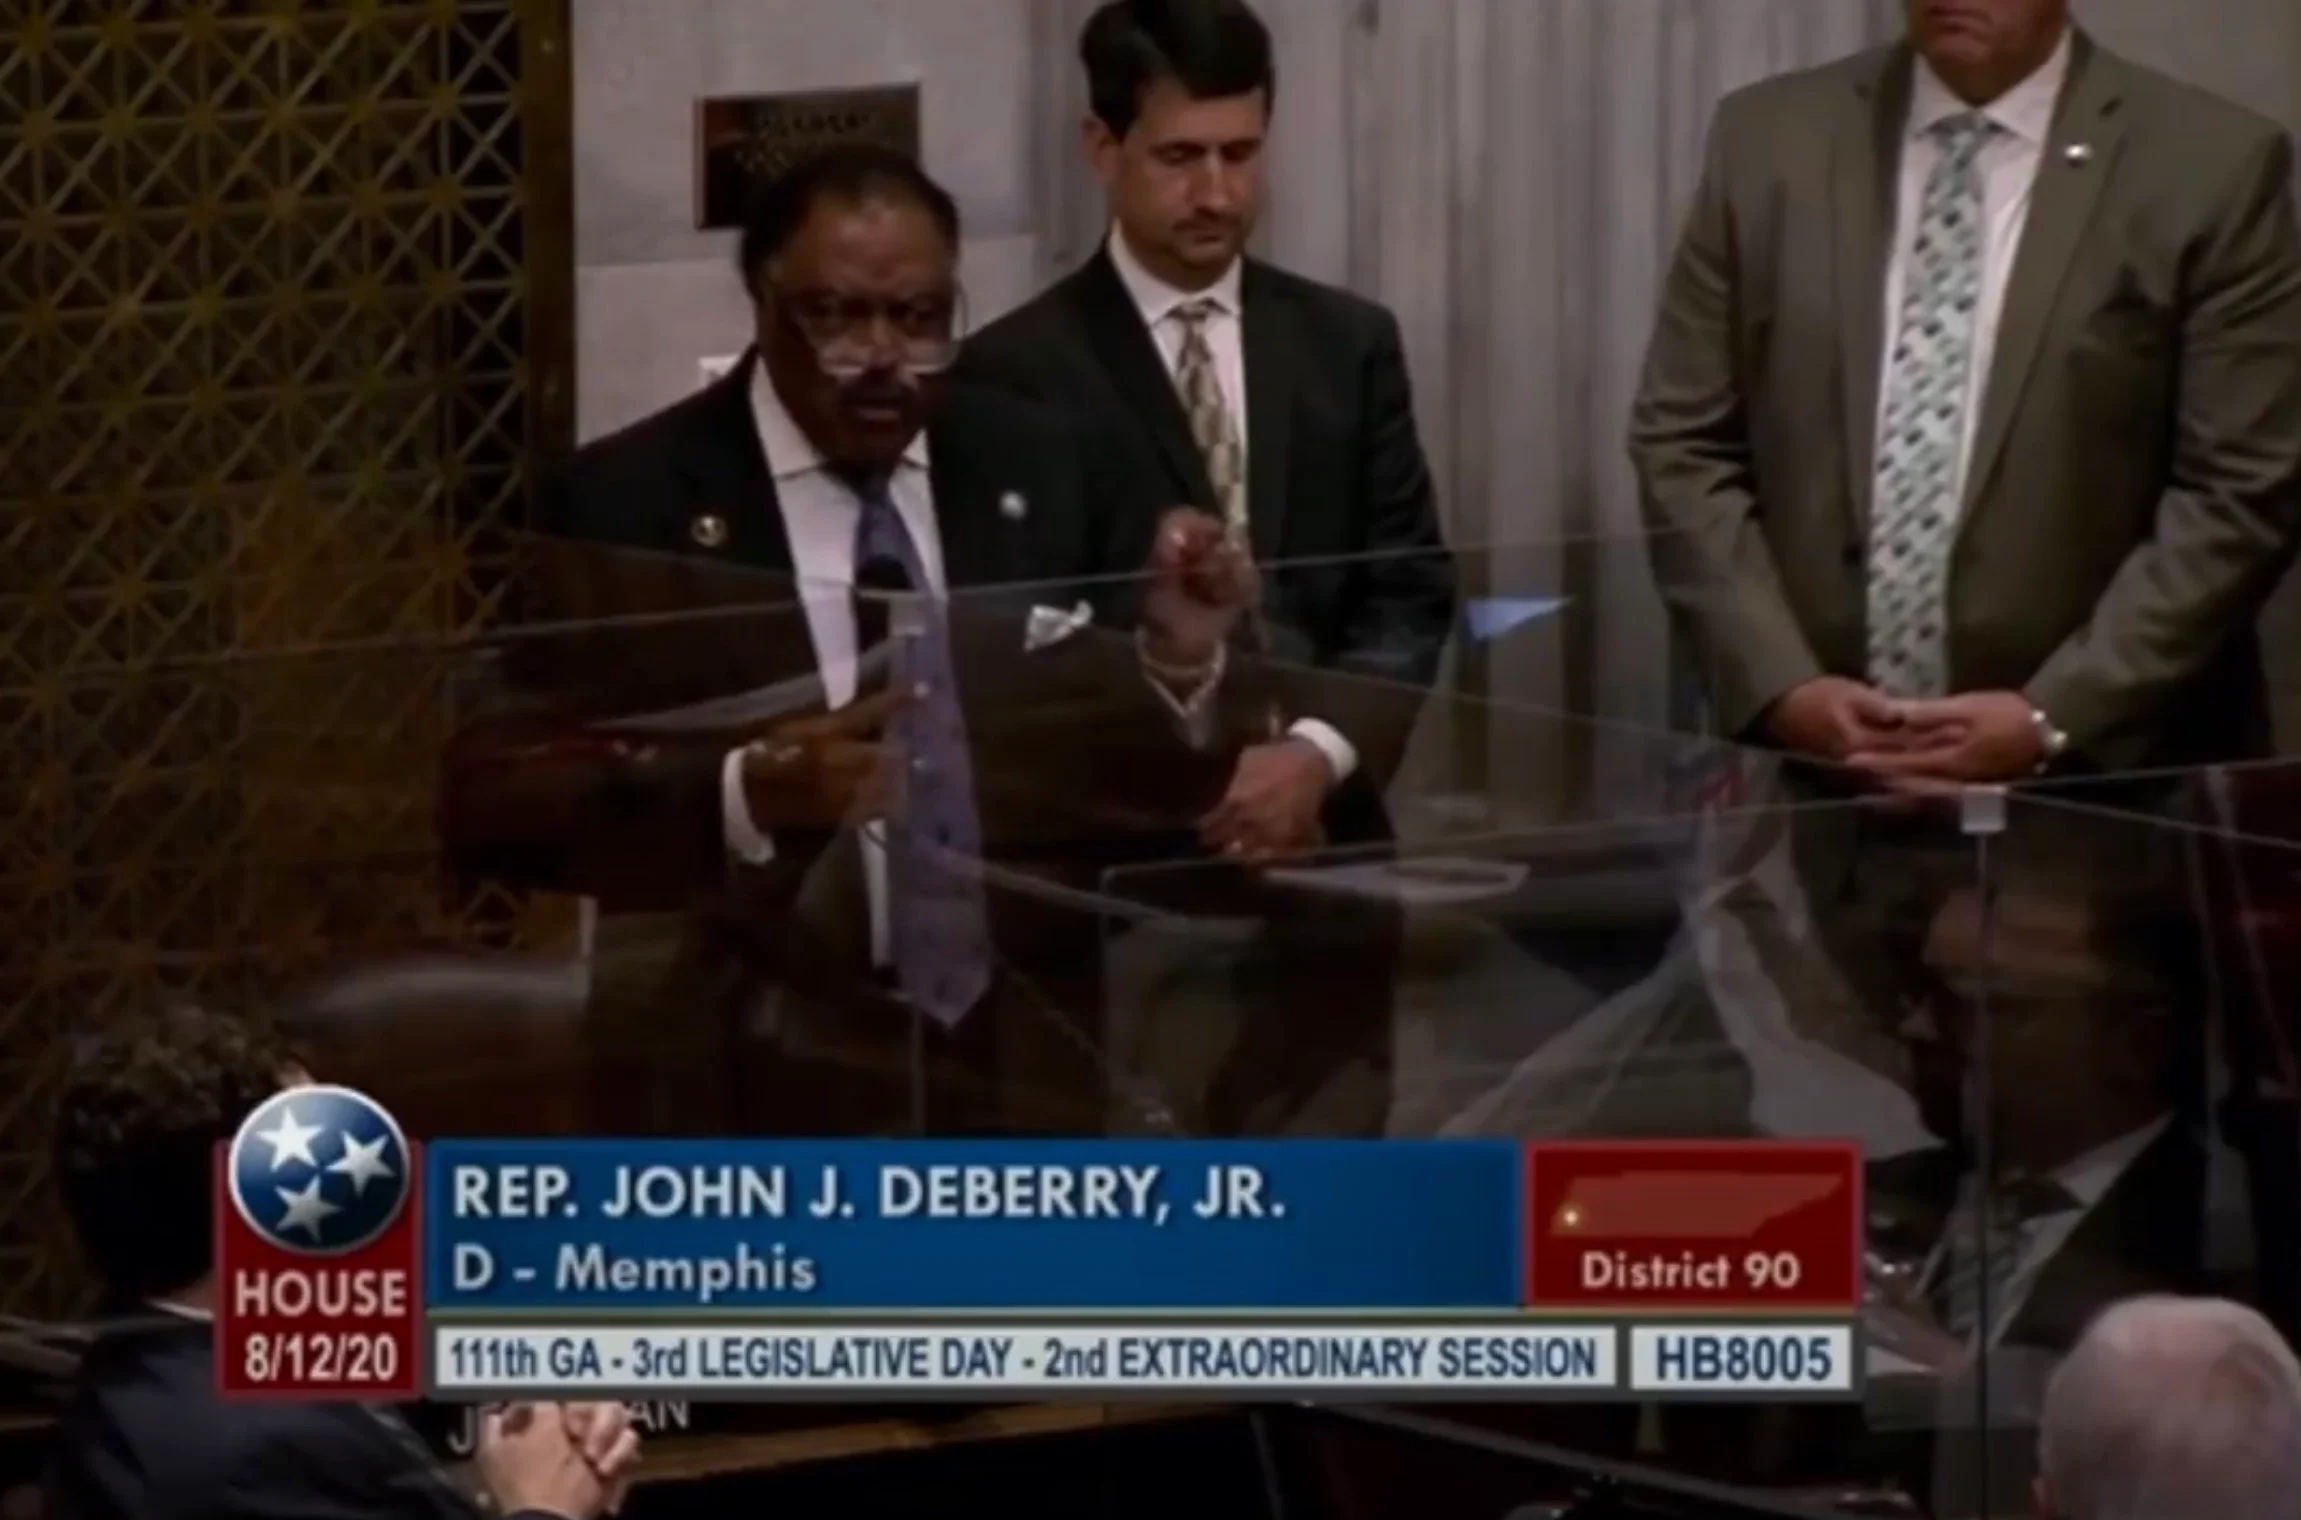 REP. JOHN J. DEBERRY, JR.
D - Memphis
District 90
HOUSE
8/12/20
111th GA - 3rd LEGISLATIVE DAY - 2nd EXTRAORDINARY SESSION
HB8005